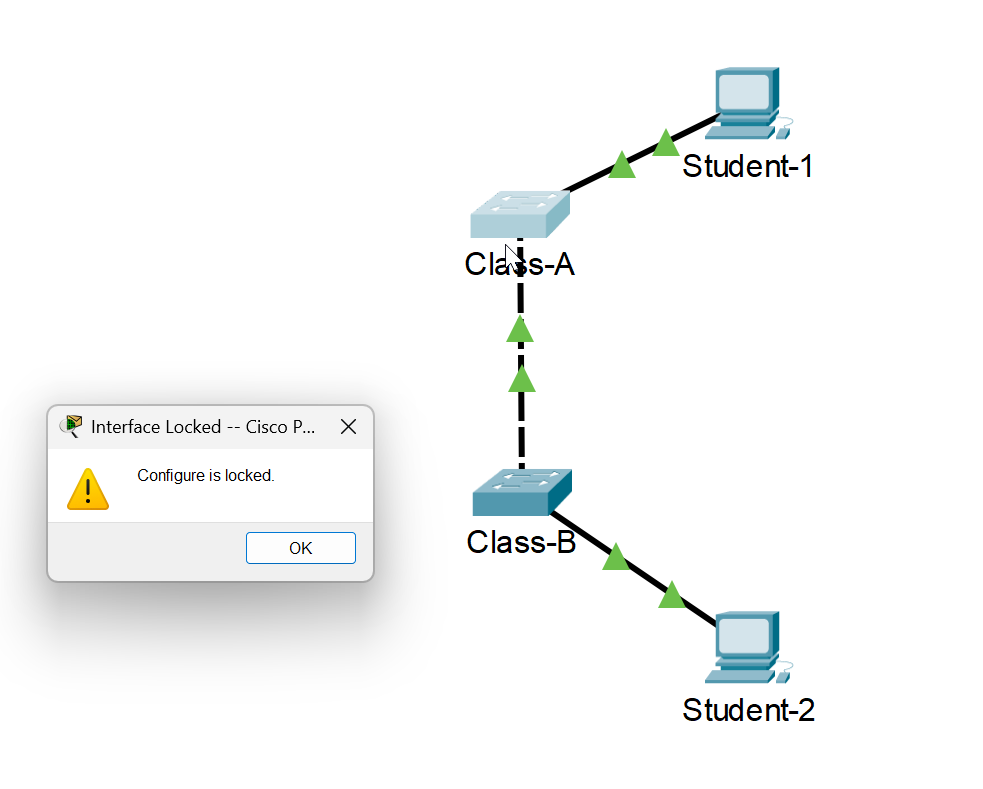 Student-1
Class-A
Interface Locked -- Cisco P...
Configure is locked.
OK
Class-B
Student-2